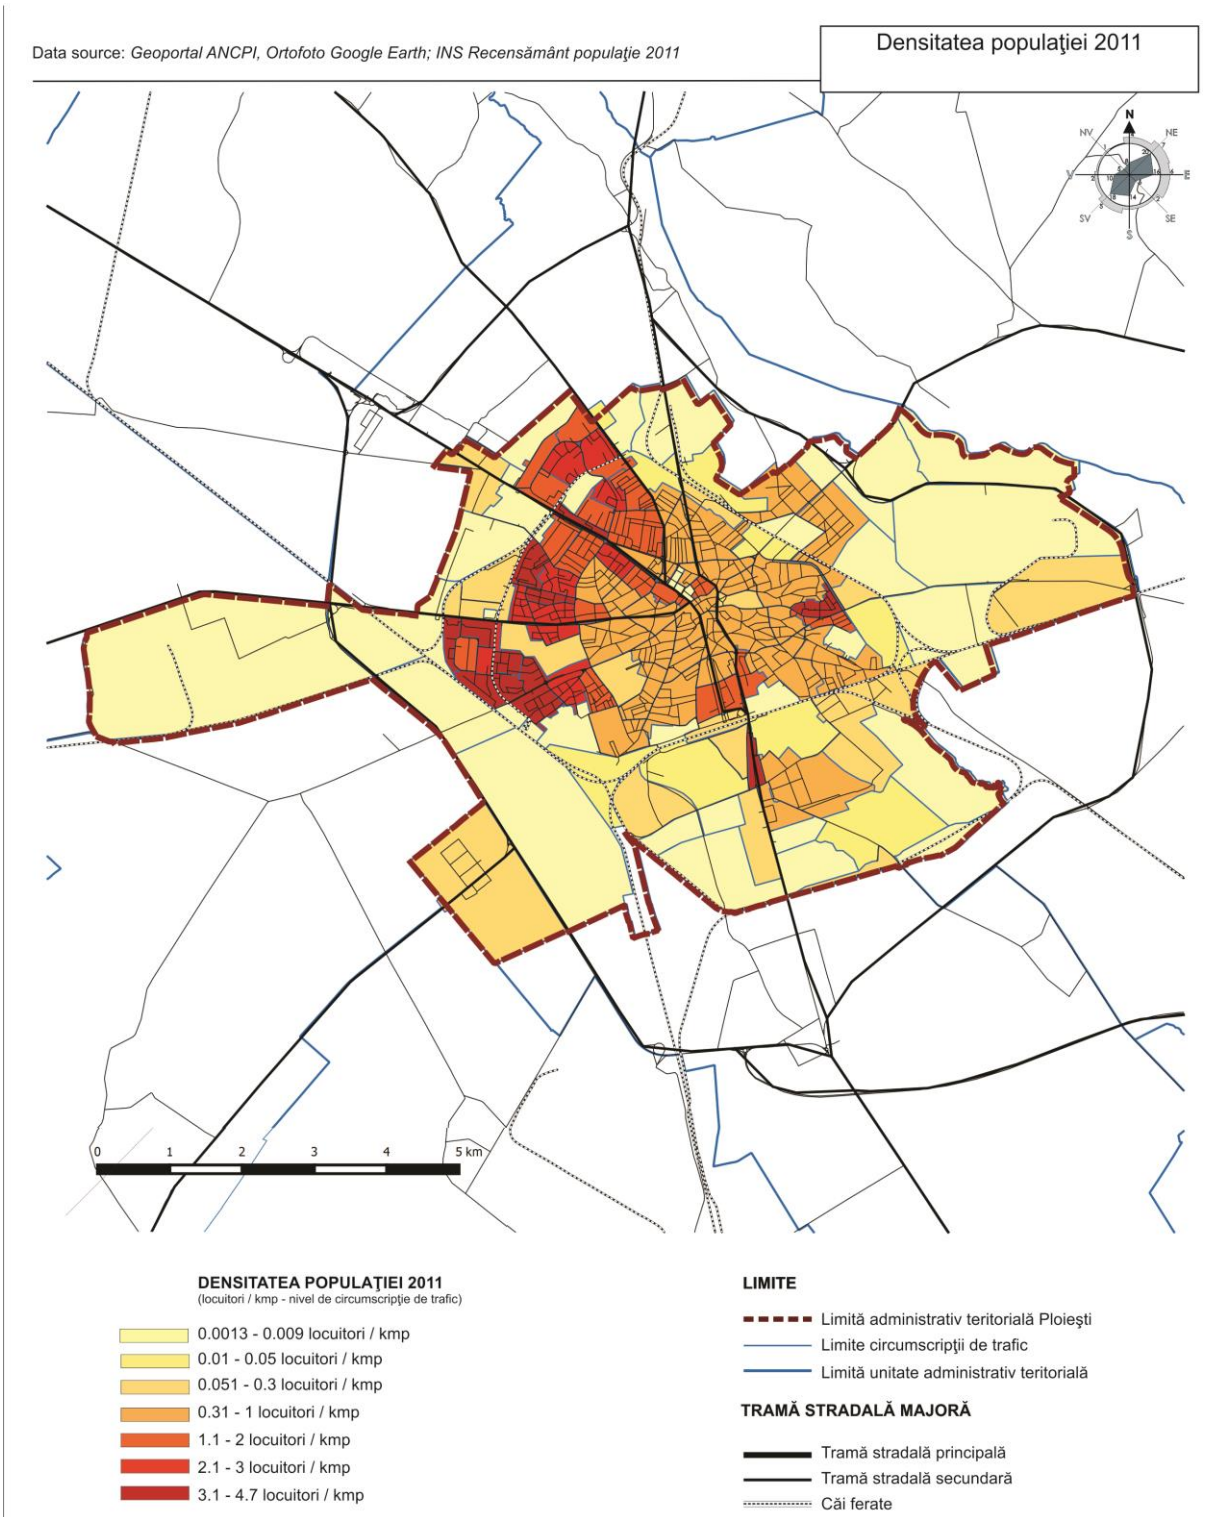 Data source: Geoportal ANCPI, Ortofoto Google Earth; INS Recensământ populaţie 2011
Densitatea populaţiei 2011
N
NV
NE
V
E
SV
SE
S
0 1 2 3 4 5 km
DENSITATEA POPULAŢIEI 2011
(locuitori / kmp - nivel de circumscripţie de trafic)
0.0013 - 0.009 locuitori / kmp
0.01 - 0.05 locuitori / kmp
0.051 - 0.3 locuitori / kmp
0.31 - 1 locuitori / kmp
1.1 - 2 locuitori / kmp
2.1 - 3 locuitori / kmp
3.1 - 4.7 locuitori / kmp
LIMITE
Limită administrativ teritorială Ploieşti
Limite circumscripţii de trafic
Limită unitate administrativ teritorială
TRAMĂ STRADALĂ MAJORĂ
Tramă stradală principală
Tramă stradală secundară
Căi ferate